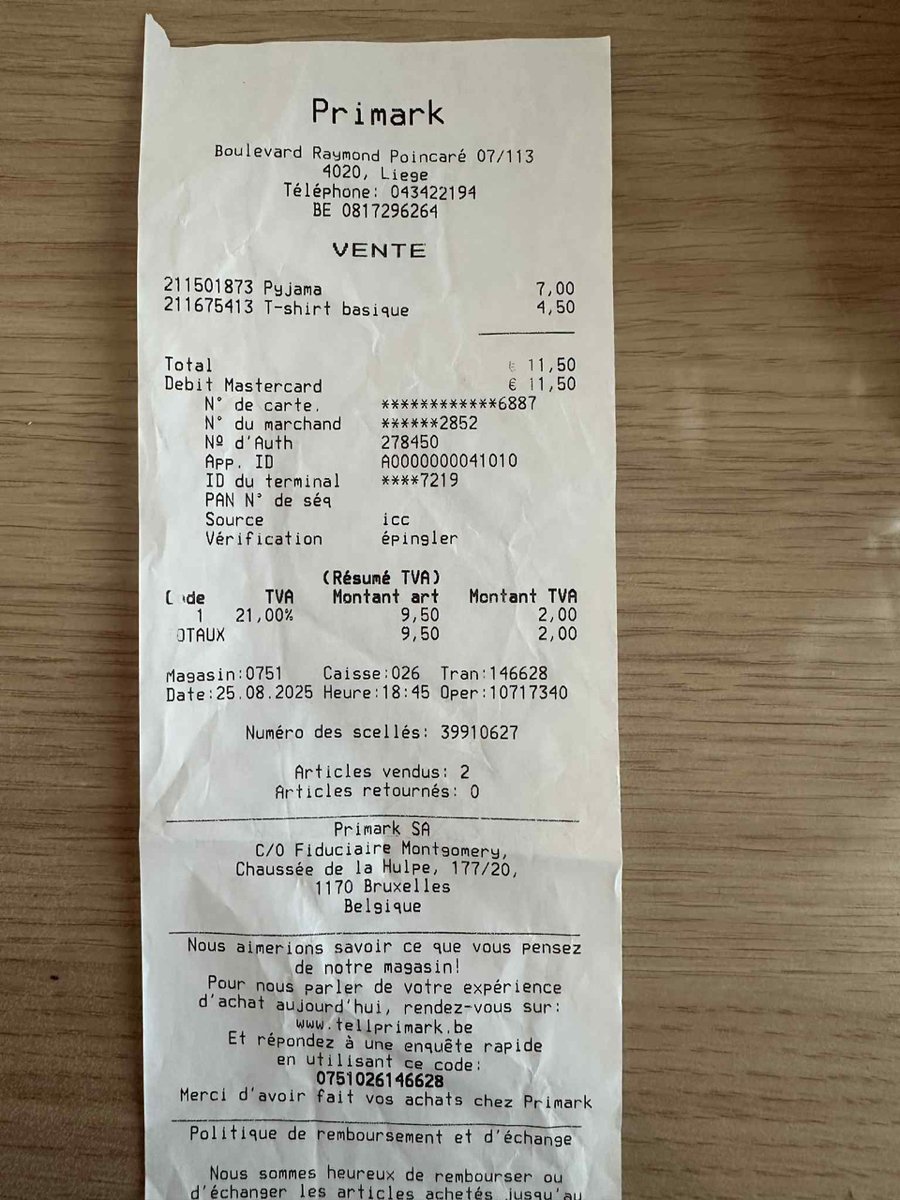 Primark
Boulevard Raymond Poincaré 07/113
4020, Liege
Téléphone: 043422194
BE 0817296264
VENTE
211501873 Pyjama 7,00
211675413 T-shirt basique 4,50
Total € 11,50
Debit Mastercard € 11,50
N° de carte. ************6887
N° du marchand ******2852
Nº d'Auth 278450
App. ID A0000000041010
ID du terminal ****7219
PAN N° de séq
Source icc
Vérification épingler
(Résumé TVA)
Code TVA Montant art Montant TVA
1 21,00% 9,50 2,00
OTAUX 9,50 2,00
Magasin:0751 Caisse:026 Tran:146628
Date:25.08.2025 Heure:18:45 Oper:10717340
Numéro des scellés: 39910627
Articles vendus: 2
Articles retournés: 0
Primark SA
C/O Fiduciaire Montgomery,
Chaussée de la Hulpe, 177/20,
1170 Bruxelles
Belgique
Nous aimerions savoir ce que vous pensez
de notre magasin!
Pour nous parler de votre expérience
d'achat aujourd'hui, rendez-vous sur:
www.tellprimark.be
Et répondez à une enquête rapide
en utilisant ce code:
0751026146628
Merci d'avoir fait vos achats chez Primark
Politique de remboursement et d'échange
Nous sommes heureux de rembourser ou
d'échanger les articles achetés jusqu'au